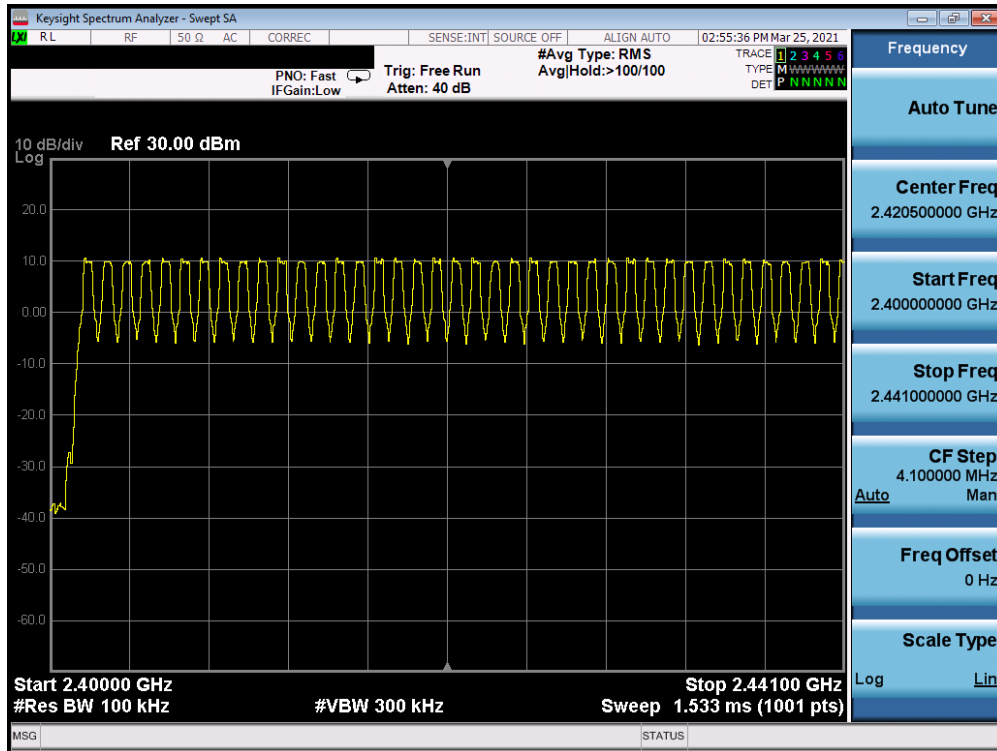 Keysight Spectrum Analyzer - Swept SA
LXI RL RF 50 Ω AC CORREC SENSE:INT SOURCE OFF ALIGN AUTO 02:55:36 PM Mar 25, 2021
PNO: Fast
IFGain:Low
Trig: Free Run
Atten: 40 dB
#Avg Type: RMS
Avg|Hold:>100/100
TRACE 1 2 3 4 5 6
TYPE M WWWWW
DET P N N N N N
10 dB/div
Log
Ref 30.00 dBm
20.0
10.0
0.00
-10.0
-20.0
-30.0
-40.0
-50.0
-60.0
Start 2.40000 GHz
Stop 2.44100 GHz
#Res BW 100 kHz
#VBW 300 kHz
Sweep 1.533 ms (1001 pts)
MSG
STATUS
Frequency
Auto Tune
Center Freq
2.420500000 GHz
Start Freq
2.400000000 GHz
Stop Freq
2.441000000 GHz
CF Step
4.100000 MHz
Auto Man
Freq Offset
0 Hz
Scale Type
Log Lin